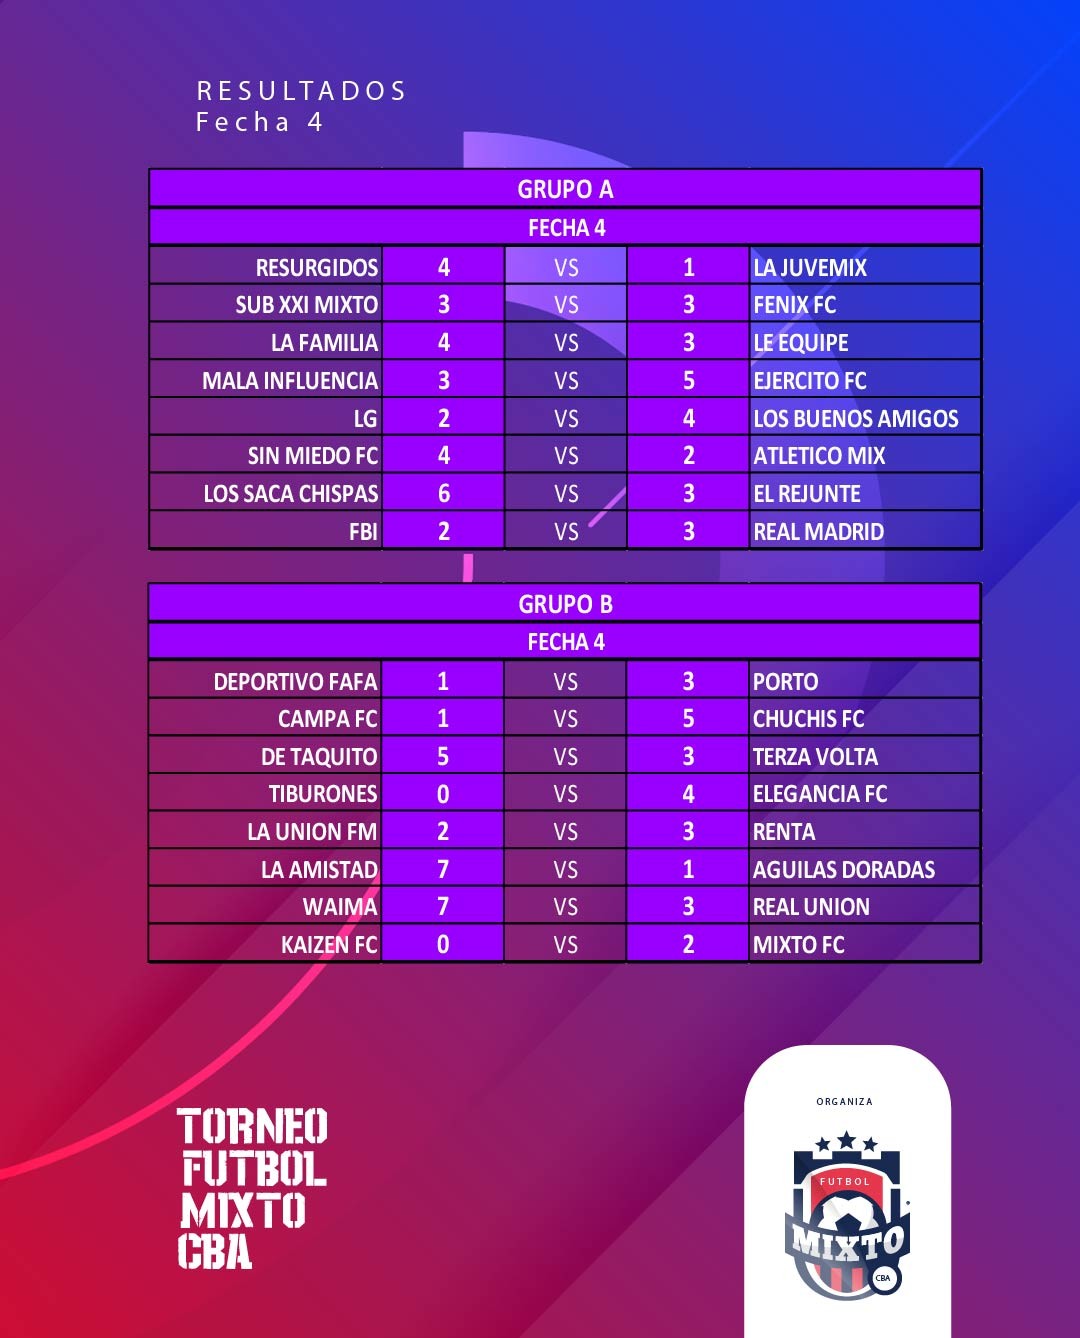 RESULTADOS
Fecha 4
GRUPO A
FECHA 4
RESURGIDOS 4 VS 1 LA JUVEMIX
SUB XXI MIXTO 3 VS 3 FENIX FC
LA FAMILIA 4 VS 3 LE EQUIPE
MALA INFLUENCIA 3 VS 5 EJERCITO FC
LG 2 VS 4 LOS BUENOS AMIGOS
SIN MIEDO FC 4 VS 2 ATLETICO MIX
LOS SACA CHISPAS 6 VS 3 EL REJUNTE
FBI 2 VS 3 REAL MADRID
GRUPO B
FECHA 4
DEPORTIVO FAFA 1 VS 3 PORTO
CAMPA FC 1 VS 5 CHUCHIS FC
DE TAQUITO 5 VS 3 TERZA VOLTA
TIBURONES 0 VS 4 ELEGANCIA FC
LA UNION FM 2 VS 3 RENTA
LA AMISTAD 7 VS 1 AGUILAS DORADAS
WAIMA 7 VS 3 REAL UNION
KAIZEN FC 0 VS 2 MIXTO FC
TORNEO
FUTBOL
MIXTO
CBA
ORGANIZA
FUTBOL
MIXTO
CBA